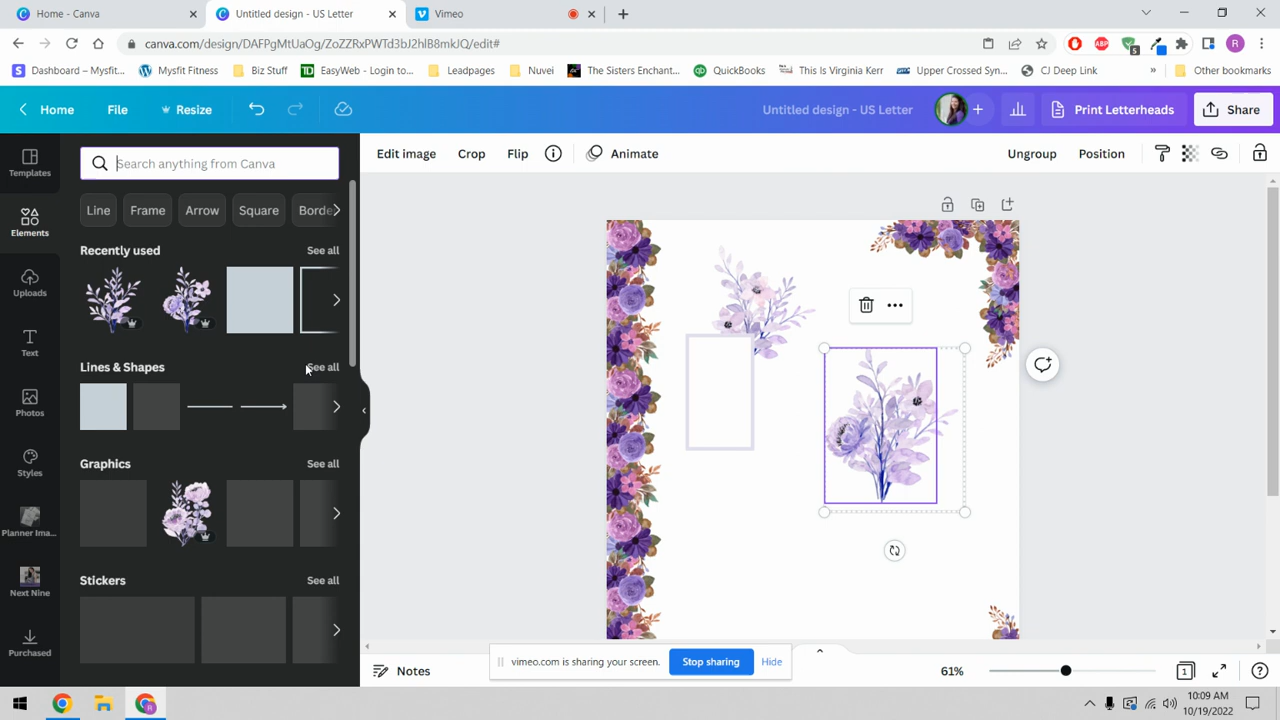 Home - Canva
Untitled design - US Letter
Vimeo
canva.com/design/DAFPgMtUaOg/ZoZZRxPWTd3bJ2hlB8mkJQ/edit#
Dashboard – Mysfit...
Mysfit Fitness
Biz Stuff
EasyWeb - Login to...
Leadpages
Nuvei
The Sisters Enchant...
QuickBooks
This Is Virginia Kerr
Upper Crossed Syn...
CJ Deep Link
Other bookmarks
Home
File
Resize
Untitled design - US Letter
Print Letterheads
Share
Templates
Elements
Uploads
Text
Photos
Styles
Planner Ima...
Next Nine
Purchased
Search anything from Canva
Line
Frame
Arrow
Square
Borde
Recently used
See all
Lines & Shapes
See all
Graphics
See all
Stickers
See all
Edit image
Crop
Flip
Animate
Ungroup
Position
Notes
vimeo.com is sharing your screen.
Stop sharing
Hide
61%
1
10:09 AM
10/19/2022